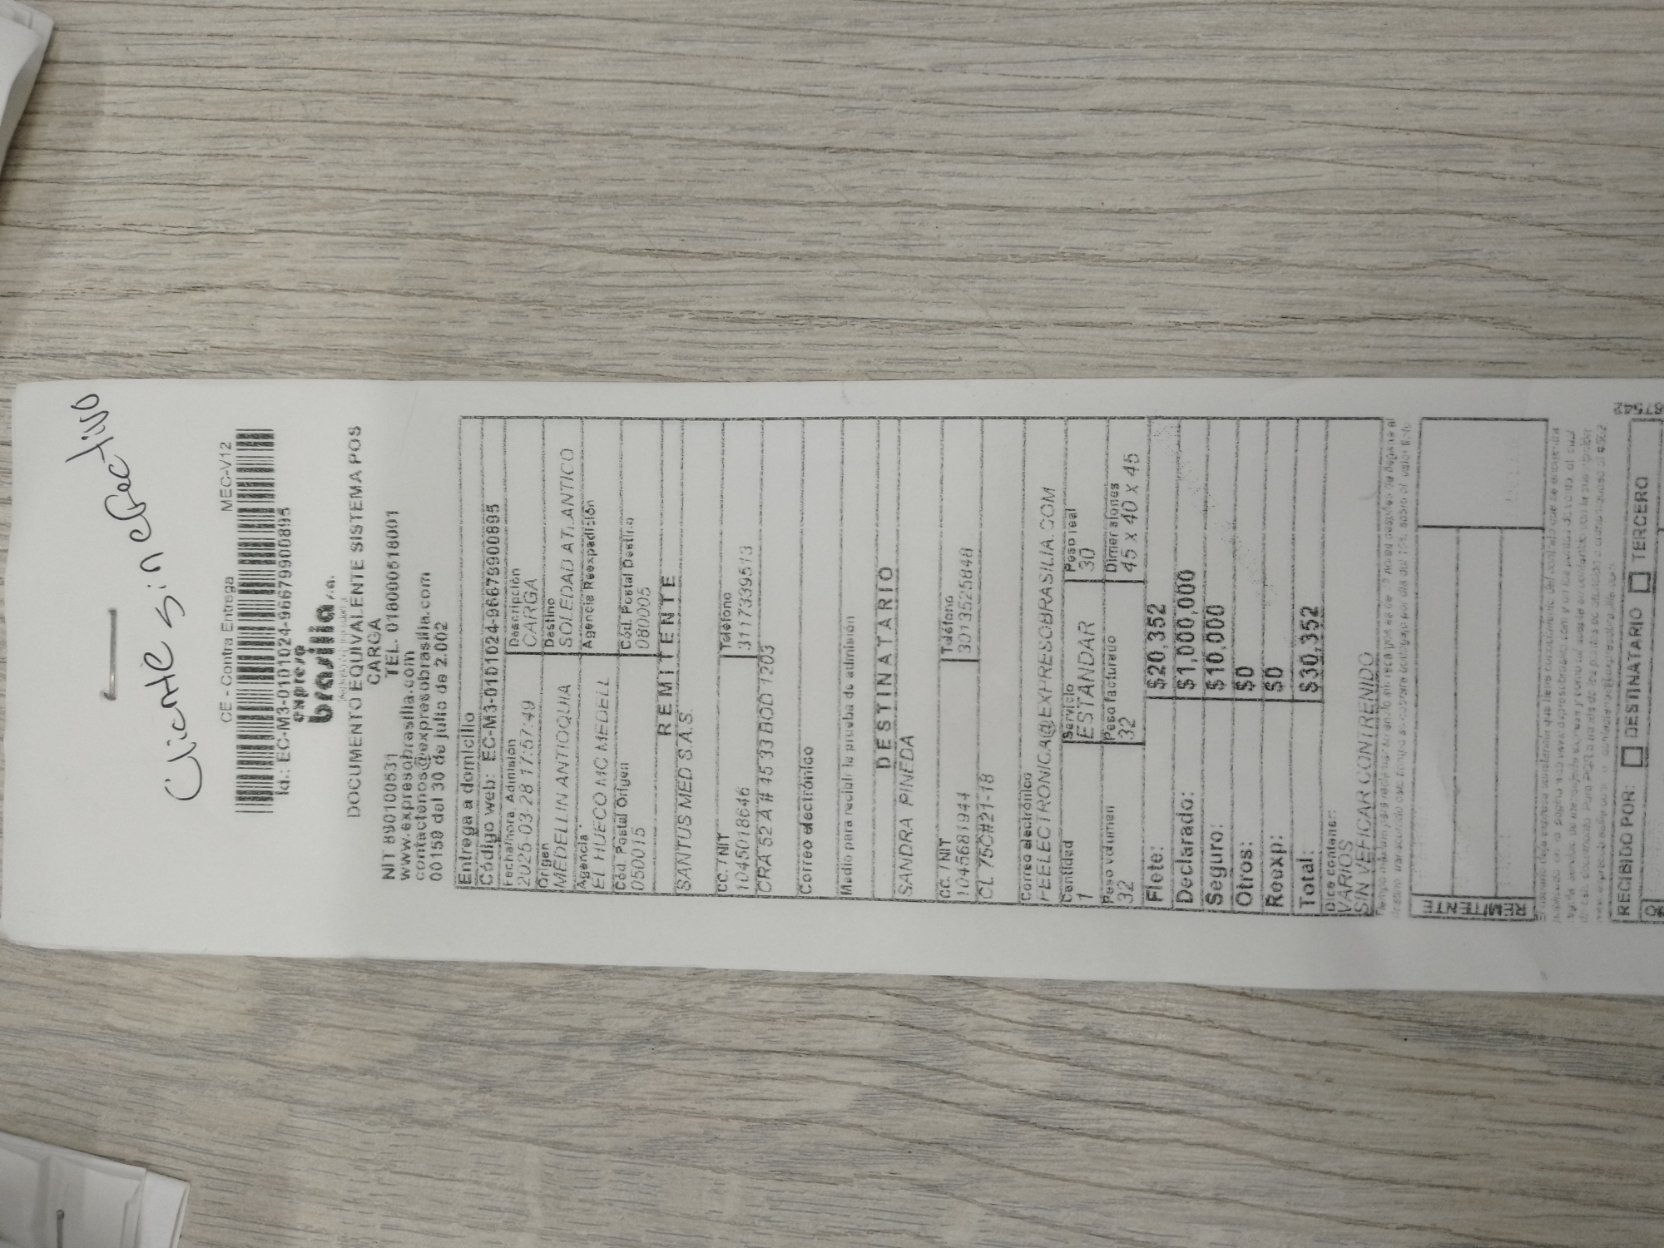 Cliente sin efectivo
CE - Contra Entrega MEC-V12
Id.: EC-M3-0101024-96679900895
expreso
brasilia s.a.
DOCUMENTO EQUIVALENTE SISTEMA POS
CARGA
NIT 890100531 TEL. 018000518001
www.expresobrasilia.com
contactenos@expresobrasilia.com
00158 del 30 de julio de 2.002
Entrega a domicilio
Código web: EC-M3-0101024-96679900895
Fecha/hora Admisión Descripción
2025-03-28 17:57:49 CARGA
Origen Destino
MEDELLIN ANTIOQUIA SOLEDAD ATLANTICO
Agencia Agencia Reexpedición
EL HUECO MC MEDELL
Cód. Postal Origen Cód. Postal Destino
050015 080005
REMITENTE
SANTUS MED S.A.S.
CC. / NIT Teléfono
1045018646 3117339513
CRA 52 A # 45 33 BOD 1203
Correo electrónico
Medio para recibir la prueba de admisión
DESTINATARIO
SANDRA PINEDA
CC. / NIT Teléfono
1045681944 3013525848
CL 75C#21-18
Correo electrónico
FEELECTRONICA@EXPRESOBRASILIA.COM
Cantidad Servicio Peso real
1 ESTANDAR 30
Peso volumen Peso facturado Dimensiones
32 32 45 x 40 x 45
Flete: $20,352
Declarado: $1,000,000
Seguro: $10,000
Otros: $0
Reexp: $0
Total: $30,352
Dice contener:
VARIOS
SIN VEFICAR CONTRENIDO
REMITENTE
RECIBIDO POR: DESTINATARIO TERCERO